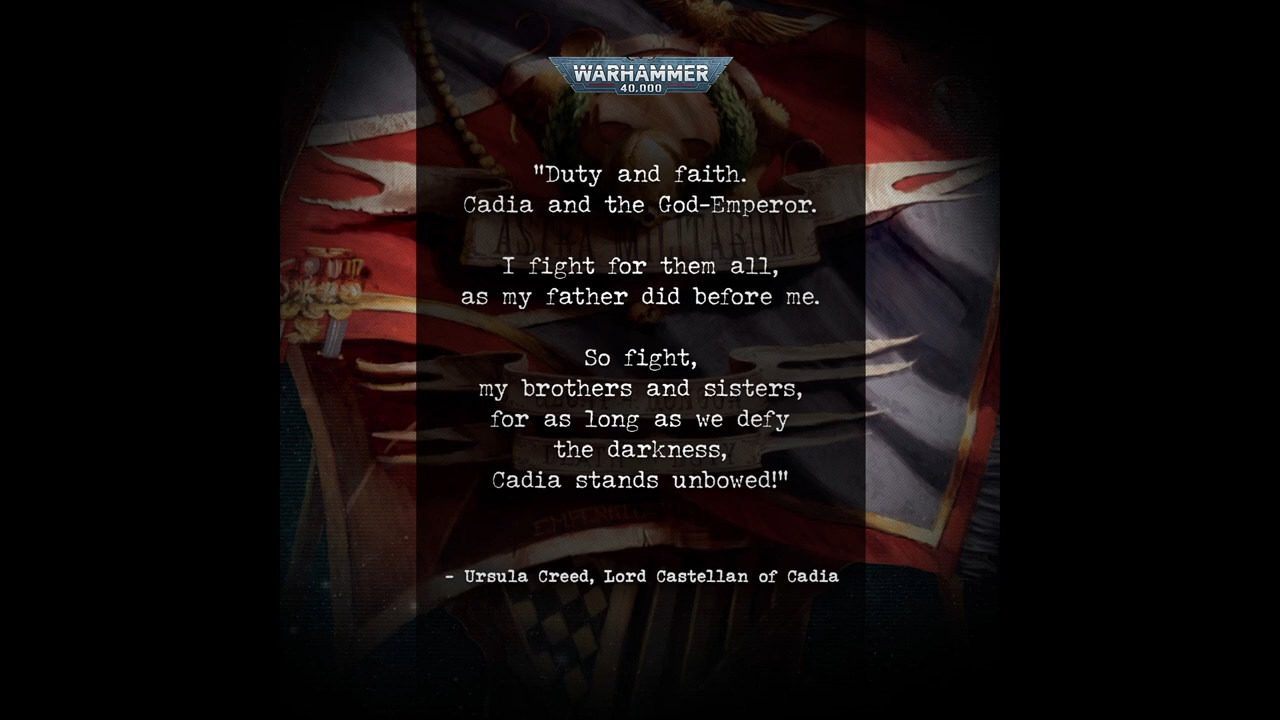 WARHAMMER
40,000
"Duty and faith.
Cadia and the God-Emperor.
I fight for them all,
as my father did before me.
So fight,
my brothers and sisters,
for as long as we defy
the darkness,
Cadia stands unbowed!"
ASTRA MILITARUM
- Ursula Creed, Lord Castellan of Cadia